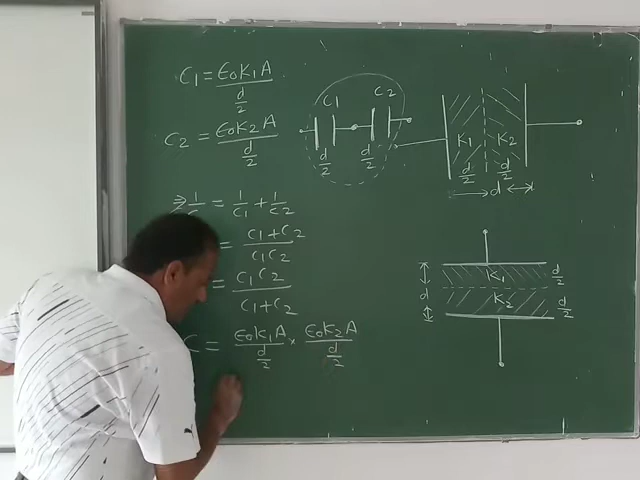 C1 = ε0K1A / d/2
C2 = ε0K2A / d/2
⇒ 1/C = 1/C1 + 1/C2
= C1+C2 / C1C2
= C1C2 / C1+C2
C = ε0K1A / d/2 × ε0K2A / d/2
C1 C2
d/2 d/2
K1 K2
d/2 d/2
d
K1 d/2
d
K2 d/2